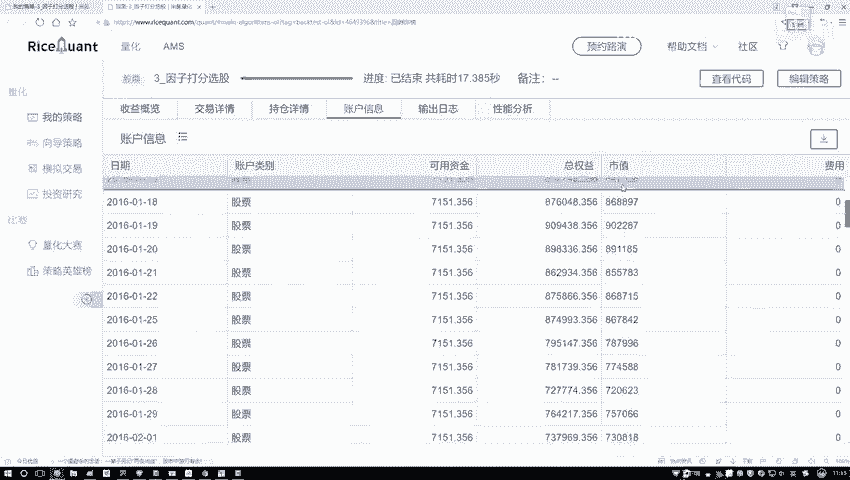 RiceQuant 量化 AMS 预约路演 帮助文档 社区
股票 3_因子打分选股 进度: 已结束 共耗时17.385秒 备注: -- 查看代码 编辑策略
量化
我的策略
向导策略
模拟交易
投资研究
比赛
量化大赛
策略英雄榜
收益概览 交易详情 持仓详情 账户信息 输出日志 性能分析
账户信息
日期 账户类别 可用资金 总权益 市值 费用
2016-01-18 股票 7151.356 876048.356 868897 0
2016-01-19 股票 7151.356 909438.356 902287 0
2016-01-20 股票 7151.356 898336.356 891185 0
2016-01-21 股票 7151.356 862934.356 855783 0
2016-01-22 股票 7151.356 875866.356 868715 0
2016-01-25 股票 7151.356 874993.356 867842 0
2016-01-26 股票 7151.356 795147.356 787996 0
2016-01-27 股票 7151.356 781739.356 774588 0
2016-01-28 股票 7151.356 727774.356 720623 0
2016-01-29 股票 7151.356 764217.356 757066 0
2016-02-01 股票 7151.356 737969.356 730818 0